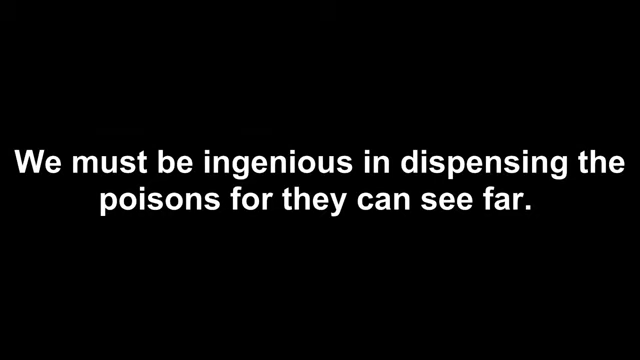 We must be ingenious in dispensing the
poisons for they can see far.